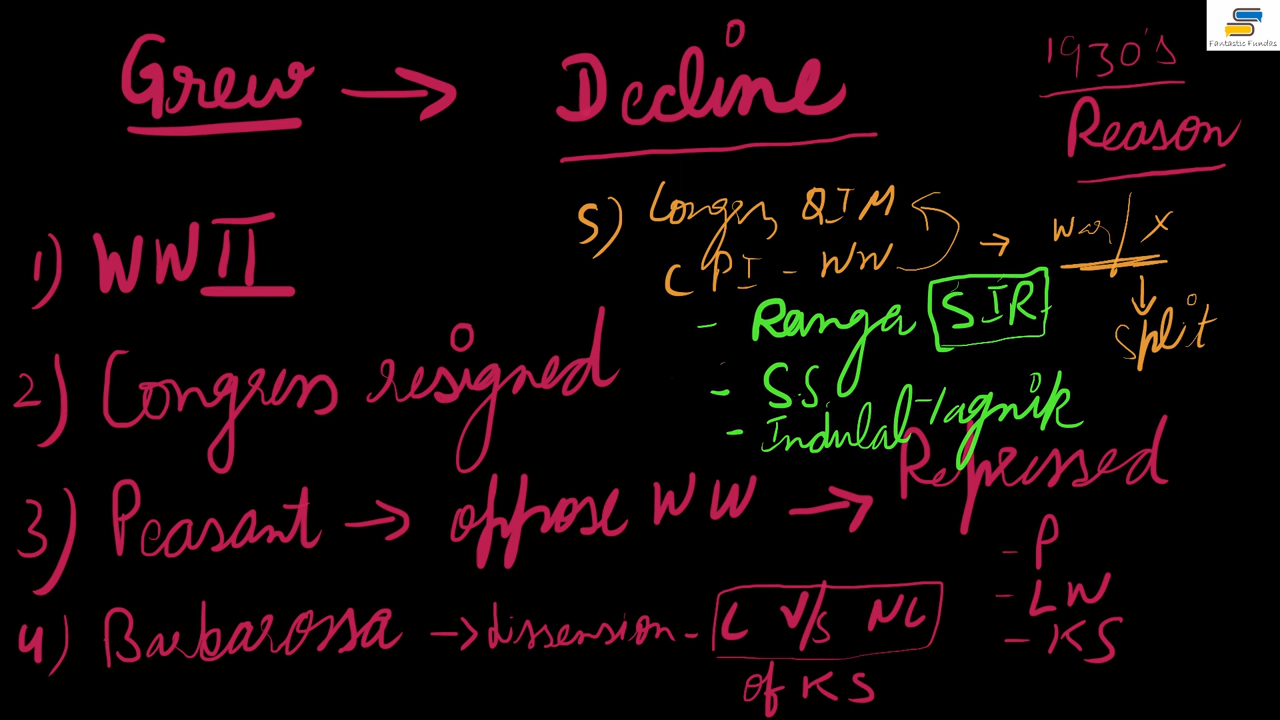 Fantastic Fundas
Grew → Decline
1930's
Reason
1) WWII
2) Congress resigned
3) Peasant → oppose WW → Repressed
- P
- LW
- KS
4) Barbarossa → dissension - L V/s NL
of KS
5) Congress QIM
CPI - WW → War / X
↓
Split
- Ranga SIR
- S.S.
- Indulal-Yagnik